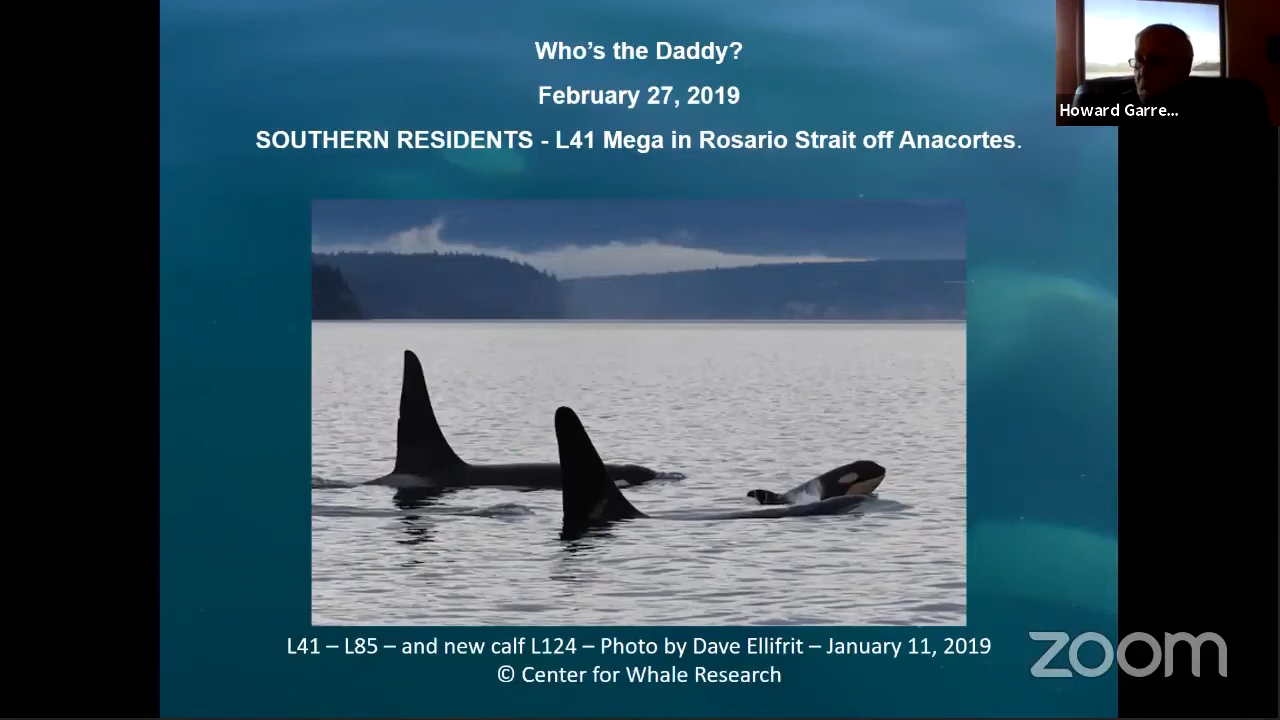 Who's the Daddy?
February 27, 2019
SOUTHERN RESIDENTS - L41 Mega in Rosario Strait off Anacortes.
Howard Garre...
L41 – L85 – and new calf L124 – Photo by Dave Ellifrit – January 11, 2019
© Center for Whale Research
zoom